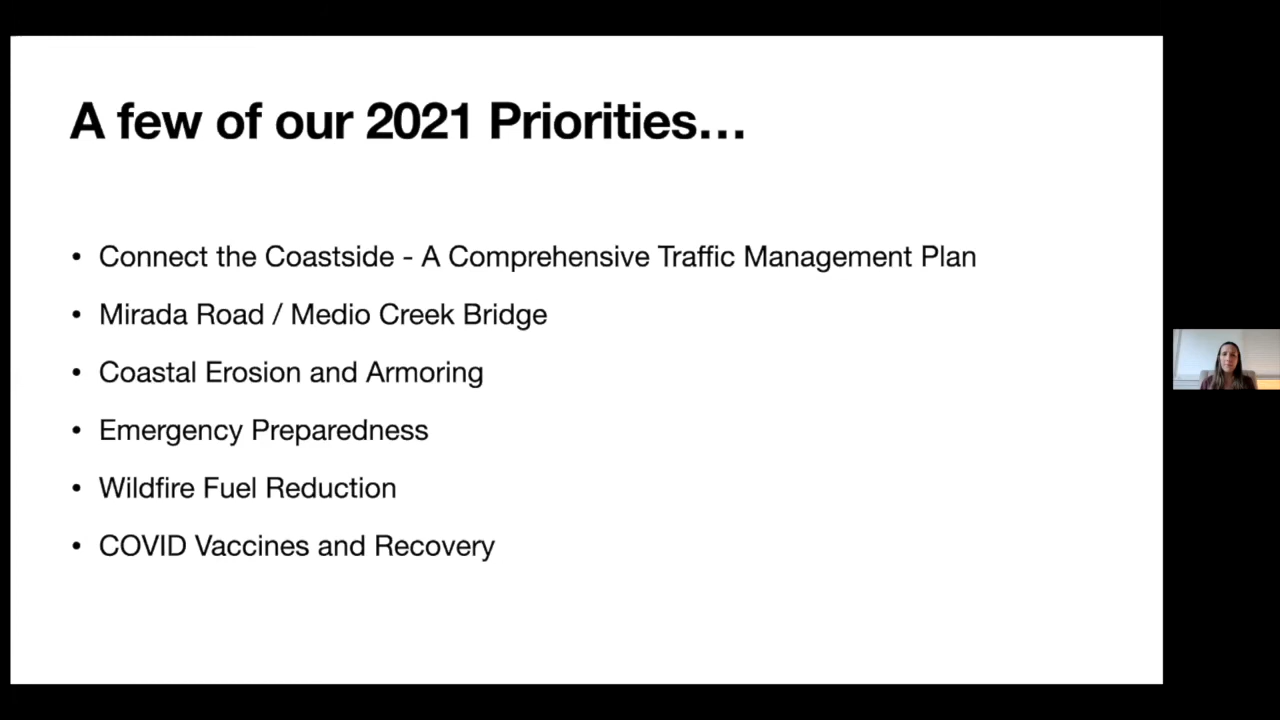 A few of our 2021 Priorities…
• Connect the Coastside - A Comprehensive Traffic Management Plan
• Mirada Road / Medio Creek Bridge
• Coastal Erosion and Armoring
• Emergency Preparedness
• Wildfire Fuel Reduction
• COVID Vaccines and Recovery